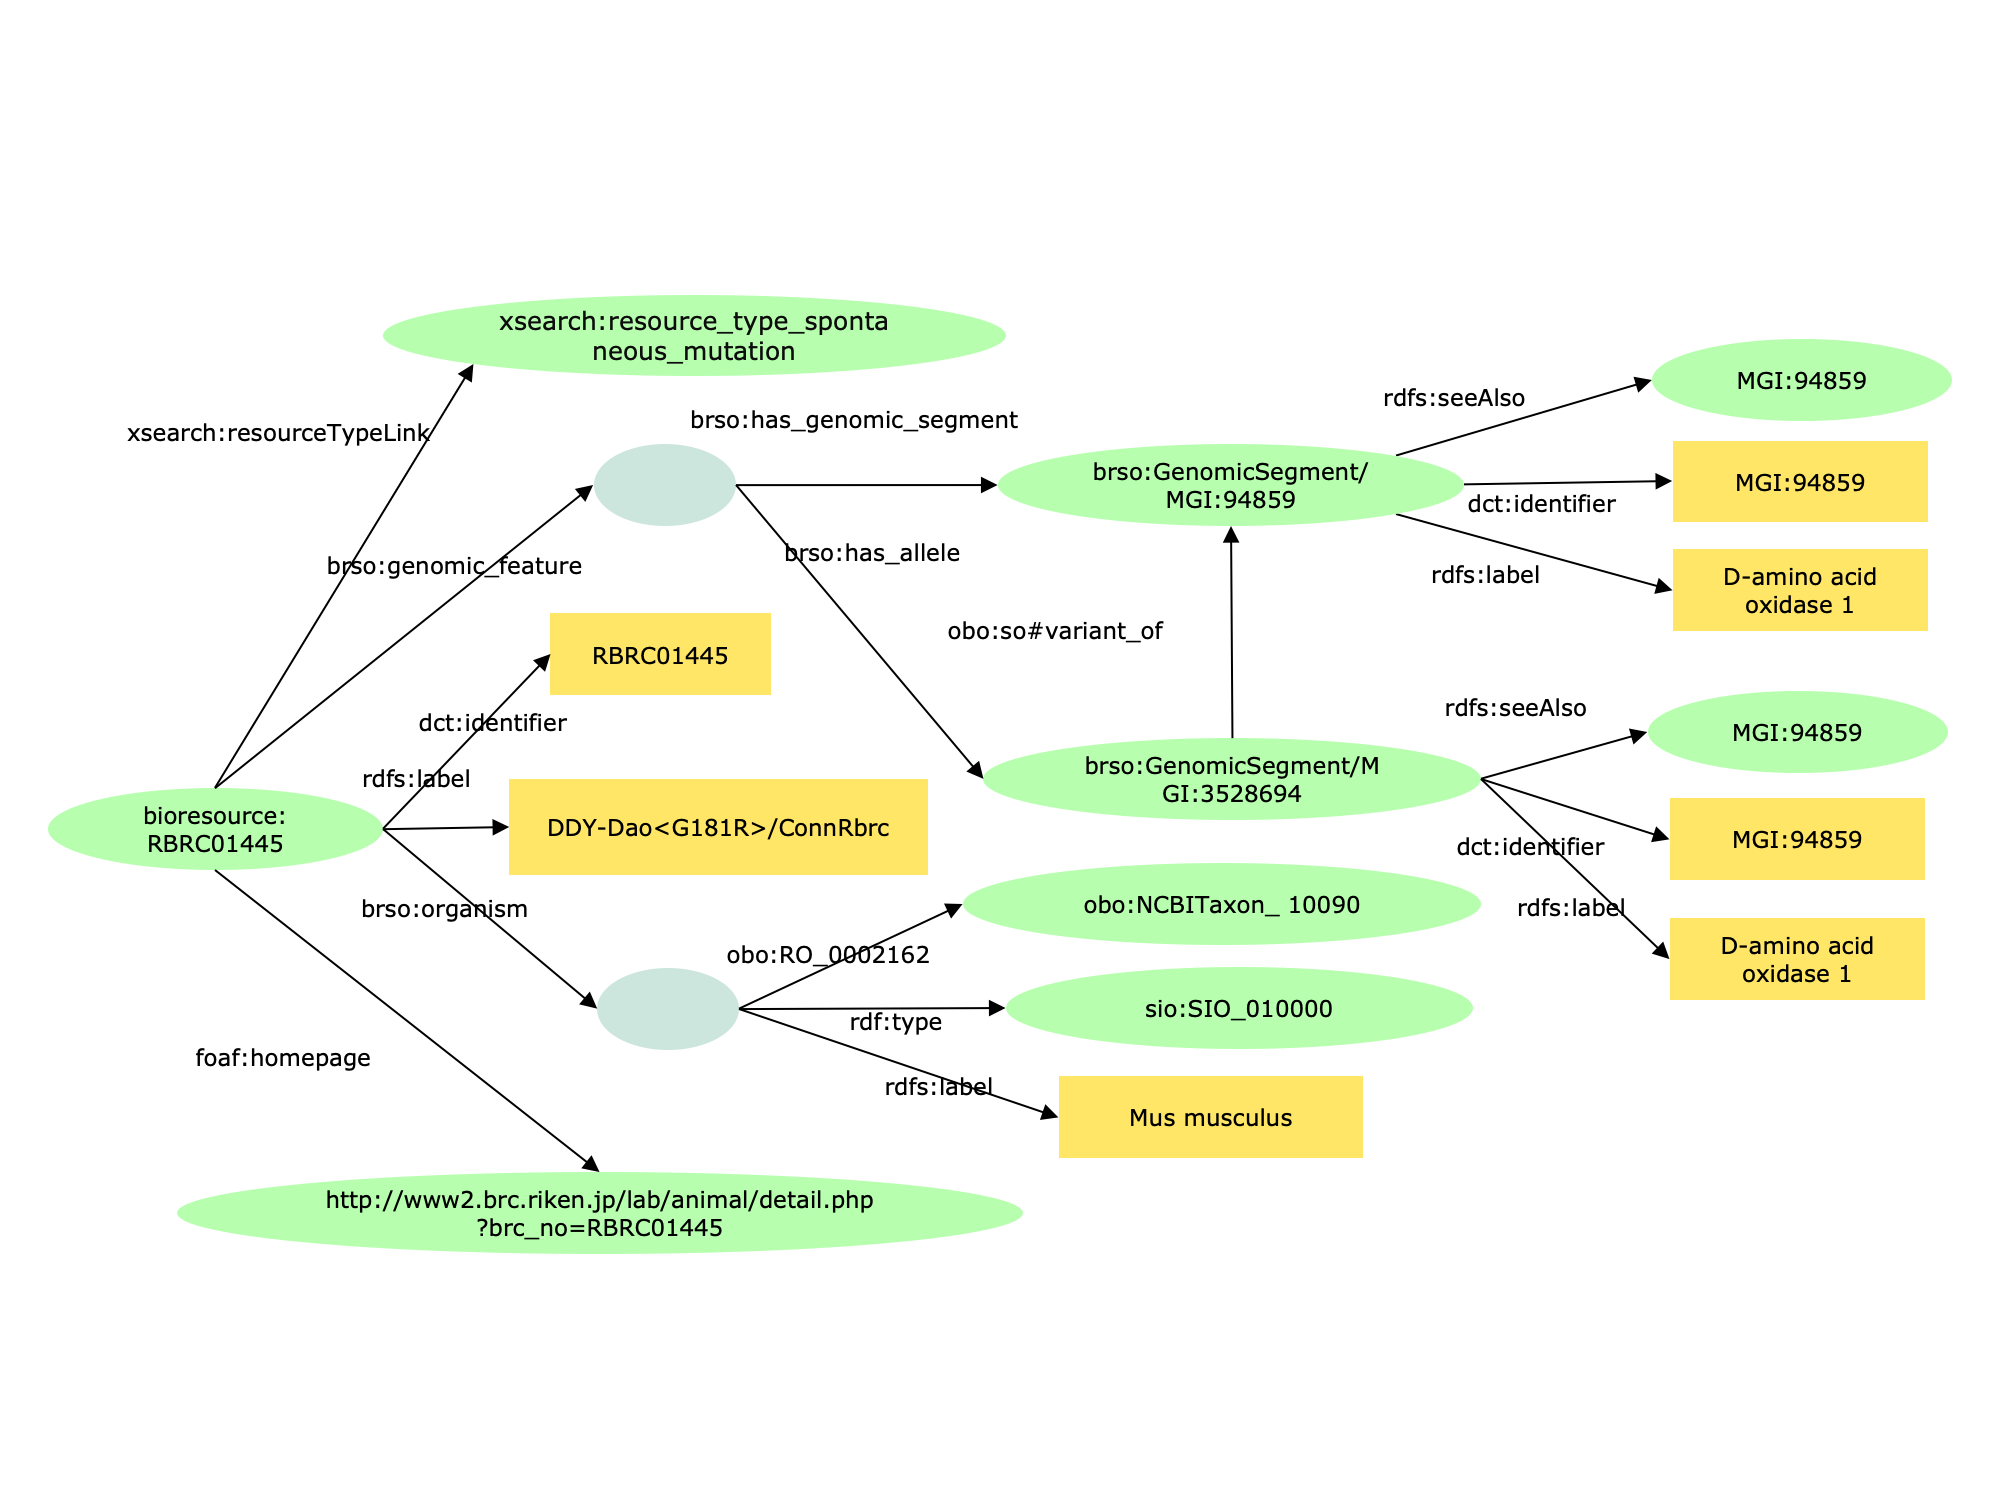 xsearch:resource_type_sponta
neous_mutation
xsearch:resourceTypeLink
brso:has_genomic_segment
rdfs:seeAlso
MGI:94859
brso:GenomicSegment/
MGI:94859
dct:identifier
MGI:94859
brso:genomic_feature
brso:has_allele
rdfs:label
D-amino acid
oxidase 1
RBRC01445
obo:so#variant_of
dct:identifier
rdfs:label
rdfs:seeAlso
MGI:94859
brso:GenomicSegment/M
GI:3528694
bioresource:
RBRC01445
DDY-Dao<G181R>/ConnRbrc
dct:identifier
MGI:94859
brso:organism
obo:NCBITaxon_ 10090
rdfs:label
D-amino acid
oxidase 1
obo:RO_0002162
rdf:type
sio:SIO_010000
foaf:homepage
rdfs:label
Mus musculus
http://www2.brc.riken.jp/lab/animal/detail.php
?brc_no=RBRC01445